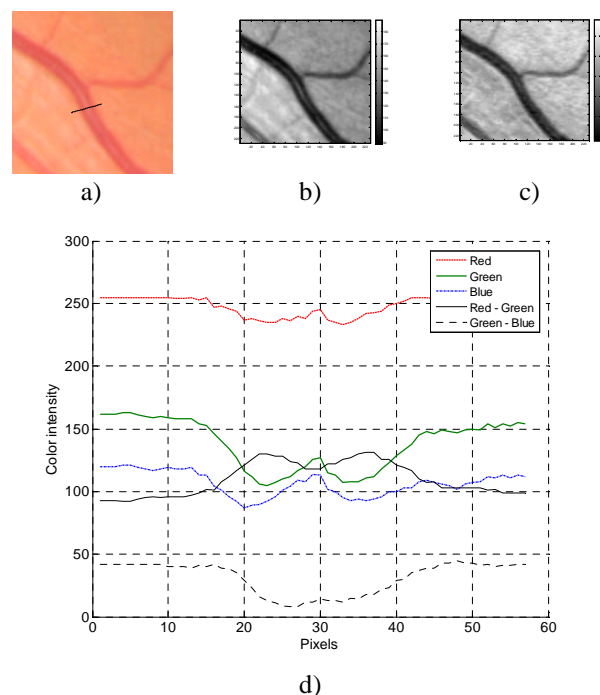 a)
b)
c)
300
250
200
150
100
50
0
Color intensity
Red
Green
Blue
Red - Green
Green - Blue
0 10 20 30 40 50 60
Pixels
d)